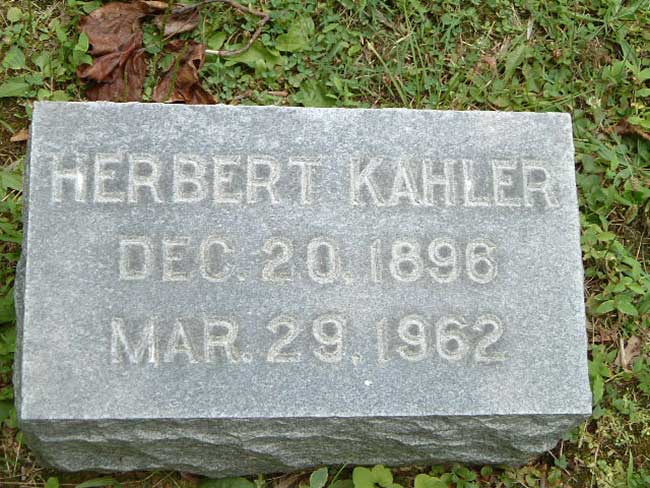 HERBERT KAHLER
DEC. 20. 1896
MAR. 29. 1962